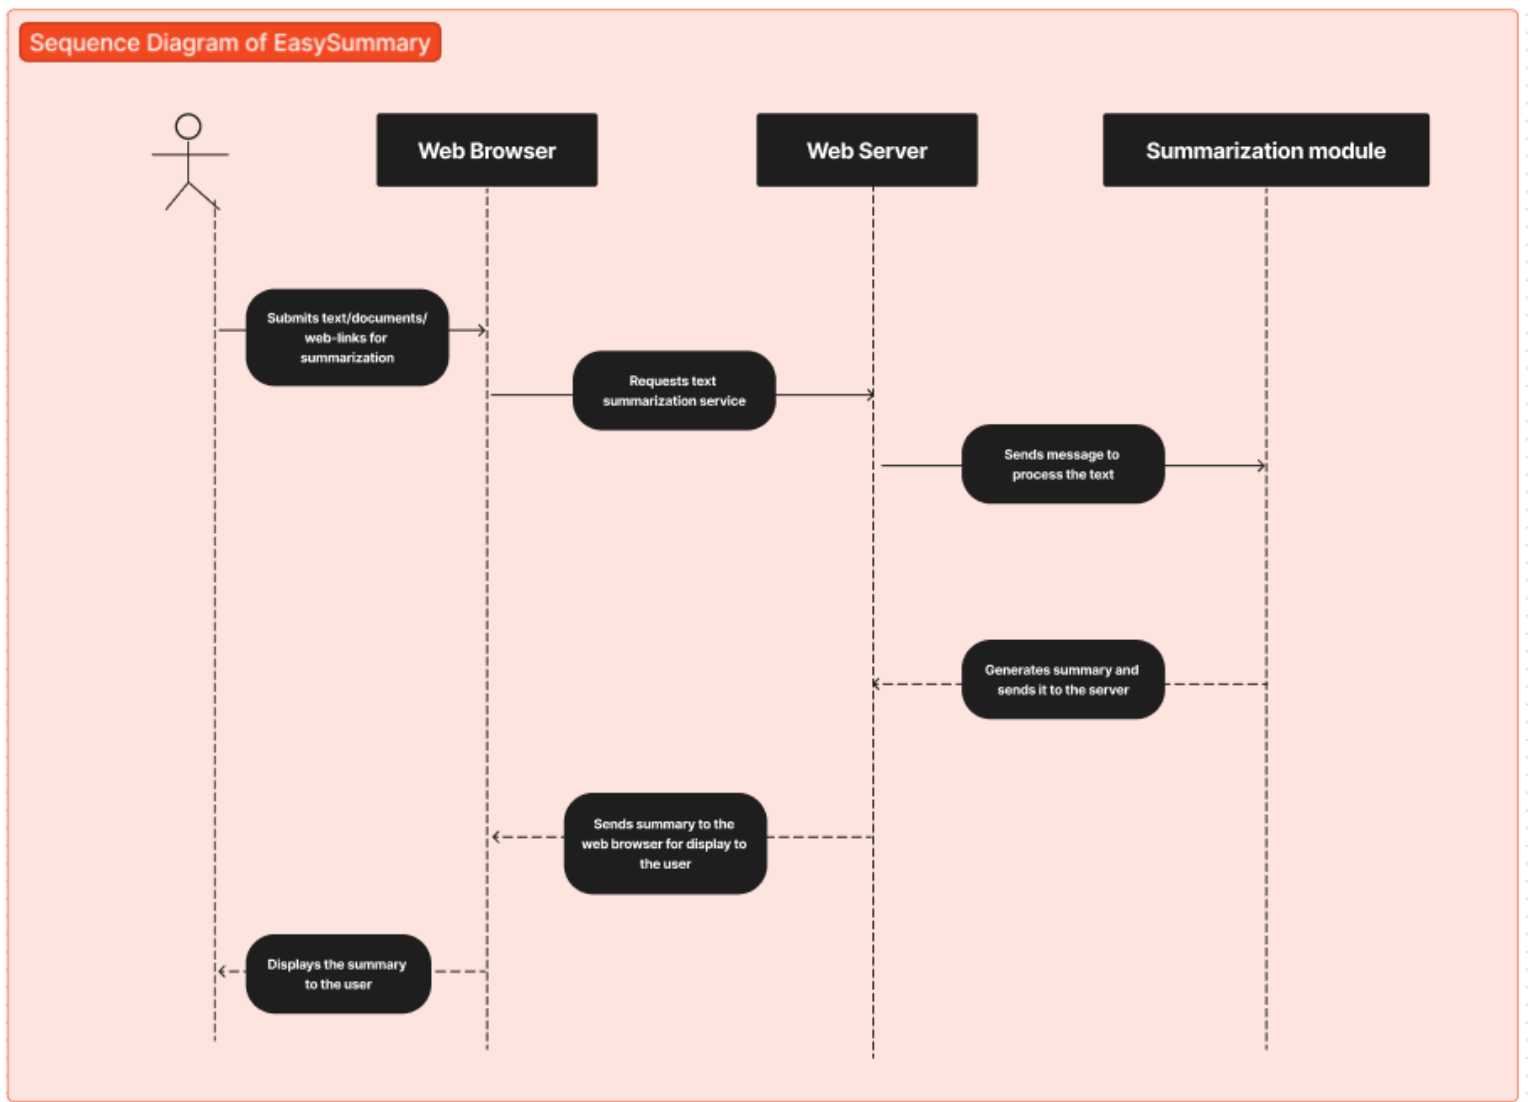 Sequence Diagram of EasySummary
Web Browser
Web Server
Summarization module
Submits text/documents/
web-links for
summarization
Requests text
summarization service
Sends message to
process the text
Generates summary and
sends it to the server
Sends summary to the
web browser for display to
the user
Displays the summary
to the user